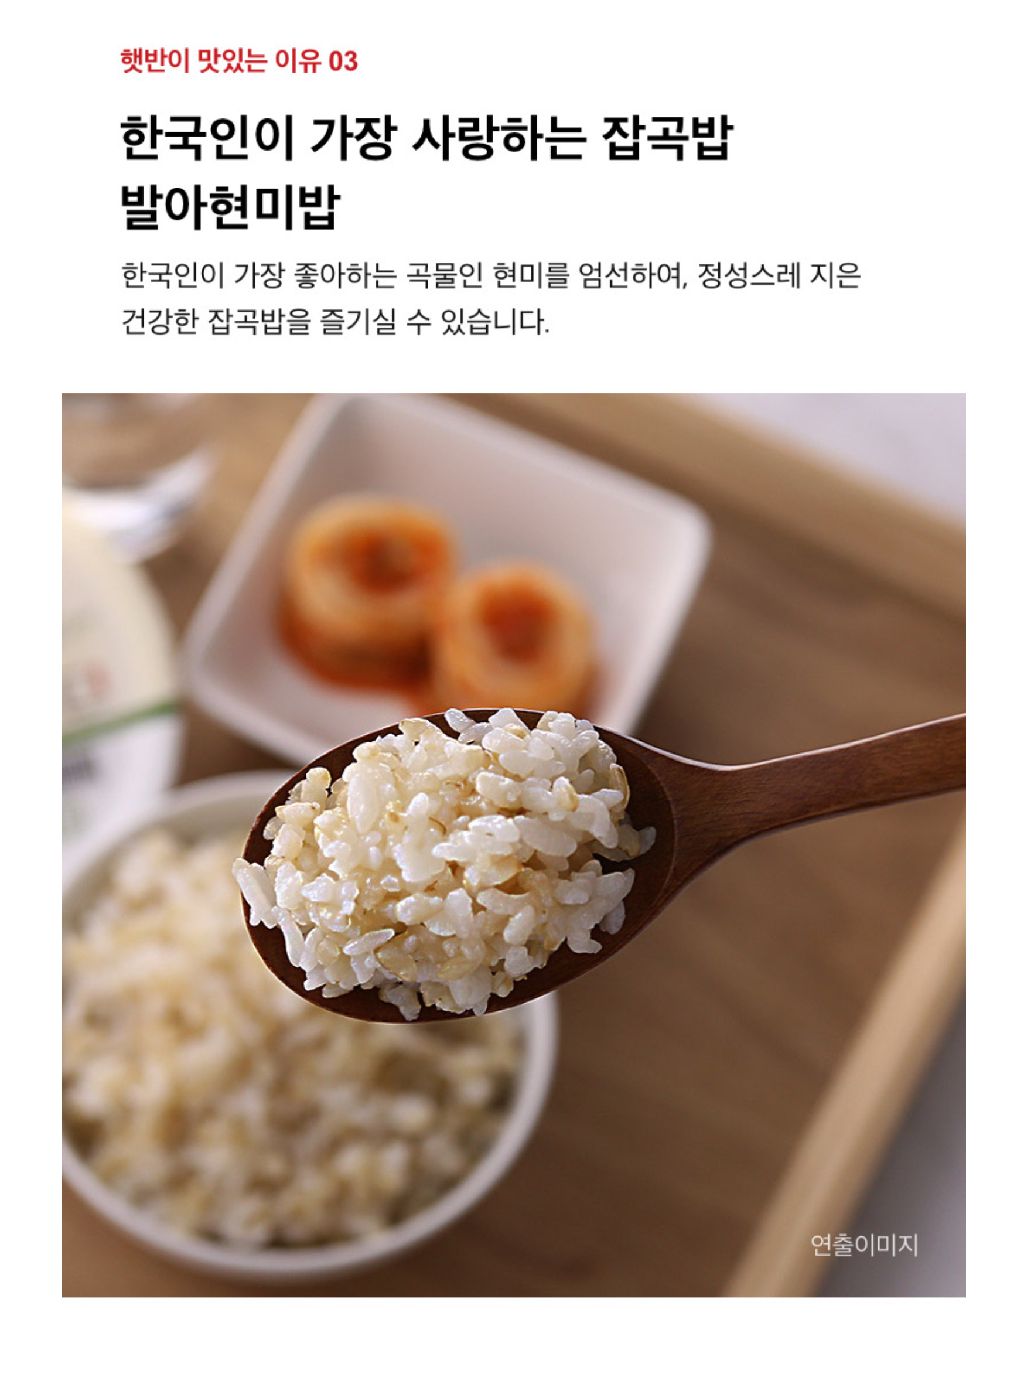 햇반이 맛있는 이유 03
한국인이 가장 사랑하는 잡곡밥
발아현미밥
한국인이 가장 좋아하는 곡물인 현미를 엄선하여, 정성스레 지은
건강한 잡곡밥을 즐기실 수 있습니다.
연출이미지